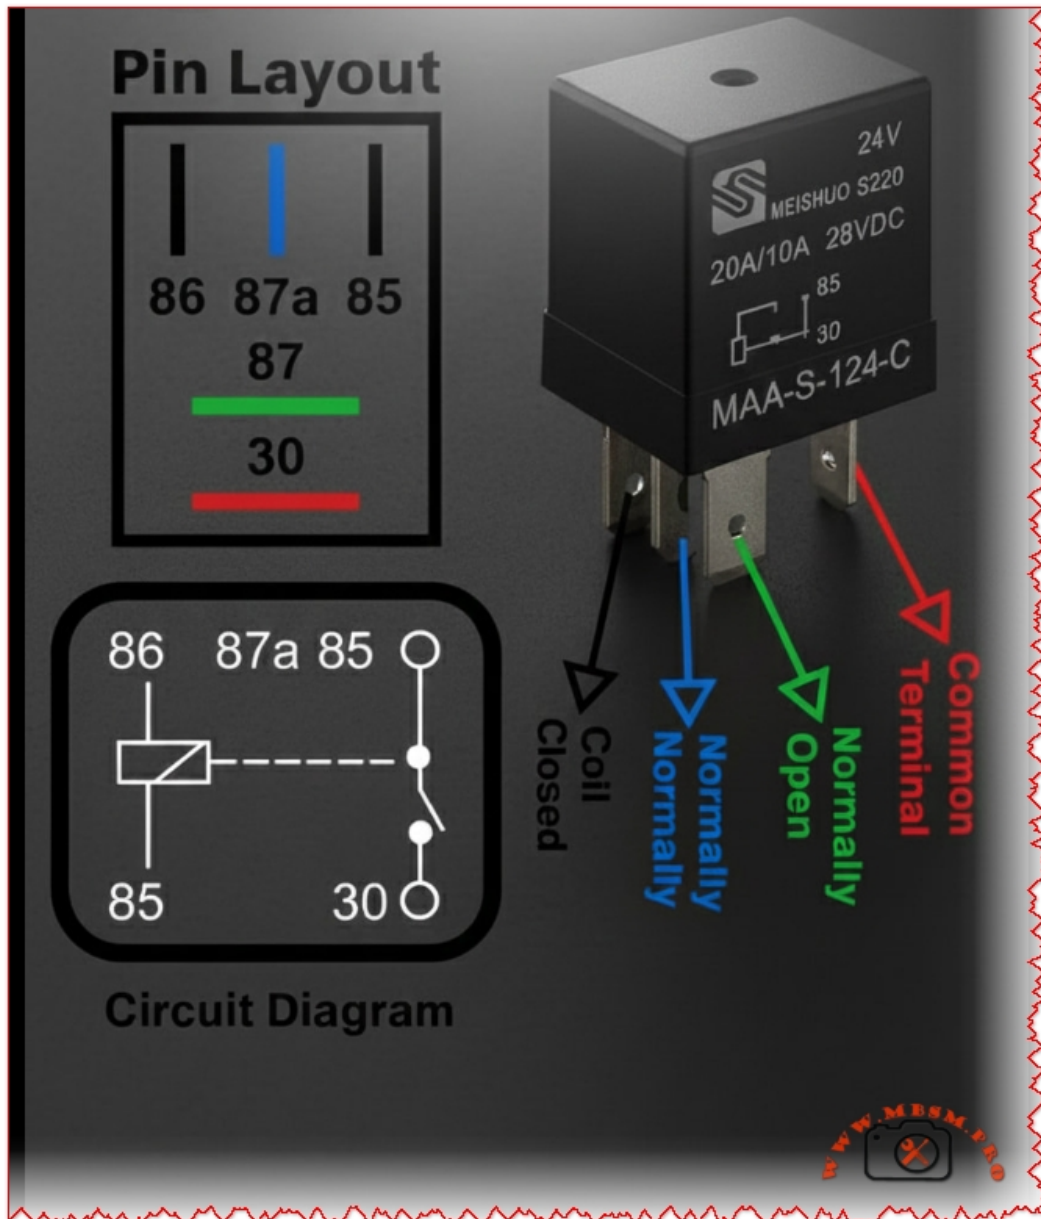 Pin Layout
86 87a 85
87
30
24V
MEISHUO S220
20A/10A 28VDC
85
30
MAA-S-124-C
86 87a 85
85 30
Circuit Diagram
Coil
Closed
Normally
Normally
Normally
Open
Common
Terminal
WWW.MBSM.PRO